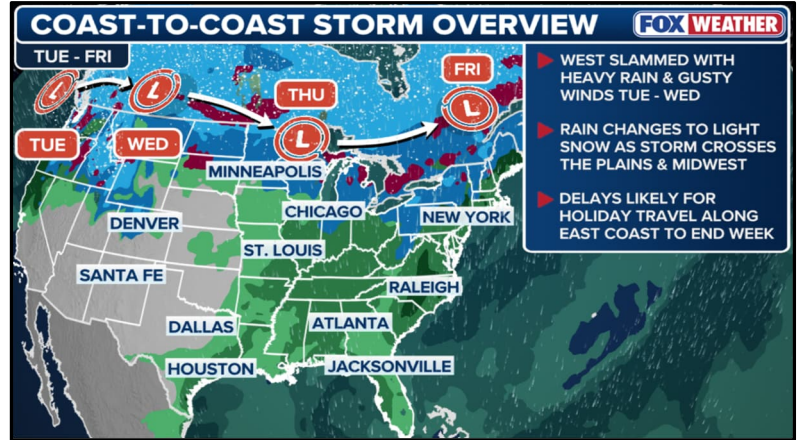 COAST-TO-COAST STORM OVERVIEW
FOX WEATHER
TUE - FRI
L
L
THU
L
FRI
L
TUE
WED
MINNEAPOLIS
DENVER
CHICAGO
NEW YORK
ST. LOUIS
SANTA FE
RALEIGH
DALLAS
ATLANTA
HOUSTON
JACKSONVILLE
WEST SLAMMED WITH
HEAVY RAIN & GUSTY
WINDS TUE - WED
RAIN CHANGES TO LIGHT
SNOW AS STORM CROSSES
THE PLAINS & MIDWEST
DELAYS LIKELY FOR
HOLIDAY TRAVEL ALONG
EAST COAST TO END WEEK